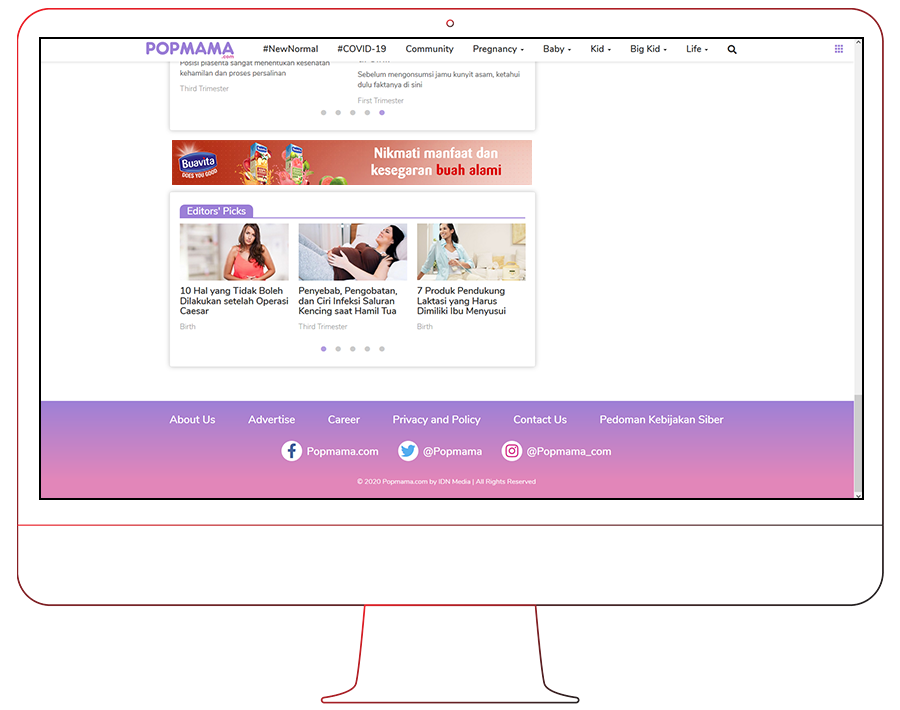 POPMAMA
.com
#NewNormal #COVID-19 Community Pregnancy Baby Kid Big Kid Life
Posisi plasenta sangat menentukan kesehatan
kehamilan dan proses persalinan
Third Trimester
Sebelum mengonsumsi jamu kunyit asam, ketahui
dulu faktanya di sini
First Trimester
Buavita
DOES YOU GOOD
Nikmati manfaat dan
kesegaran buah alami
Editors' Picks
10 Hal yang Tidak Boleh
Dilakukan setelah Operasi
Caesar
Birth
Penyebab, Pengobatan,
dan Ciri Infeksi Saluran
Kencing saat Hamil Tua
Third Trimester
7 Produk Pendukung
Laktasi yang Harus
Dimiliki Ibu Menyusui
Birth
About Us Advertise Career Privacy and Policy Contact Us Pedoman Kebijakan Siber
Popmama.com @Popmama @Popmama_com
© 2020 Popmama.com by IDN Media | All Rights Reserved